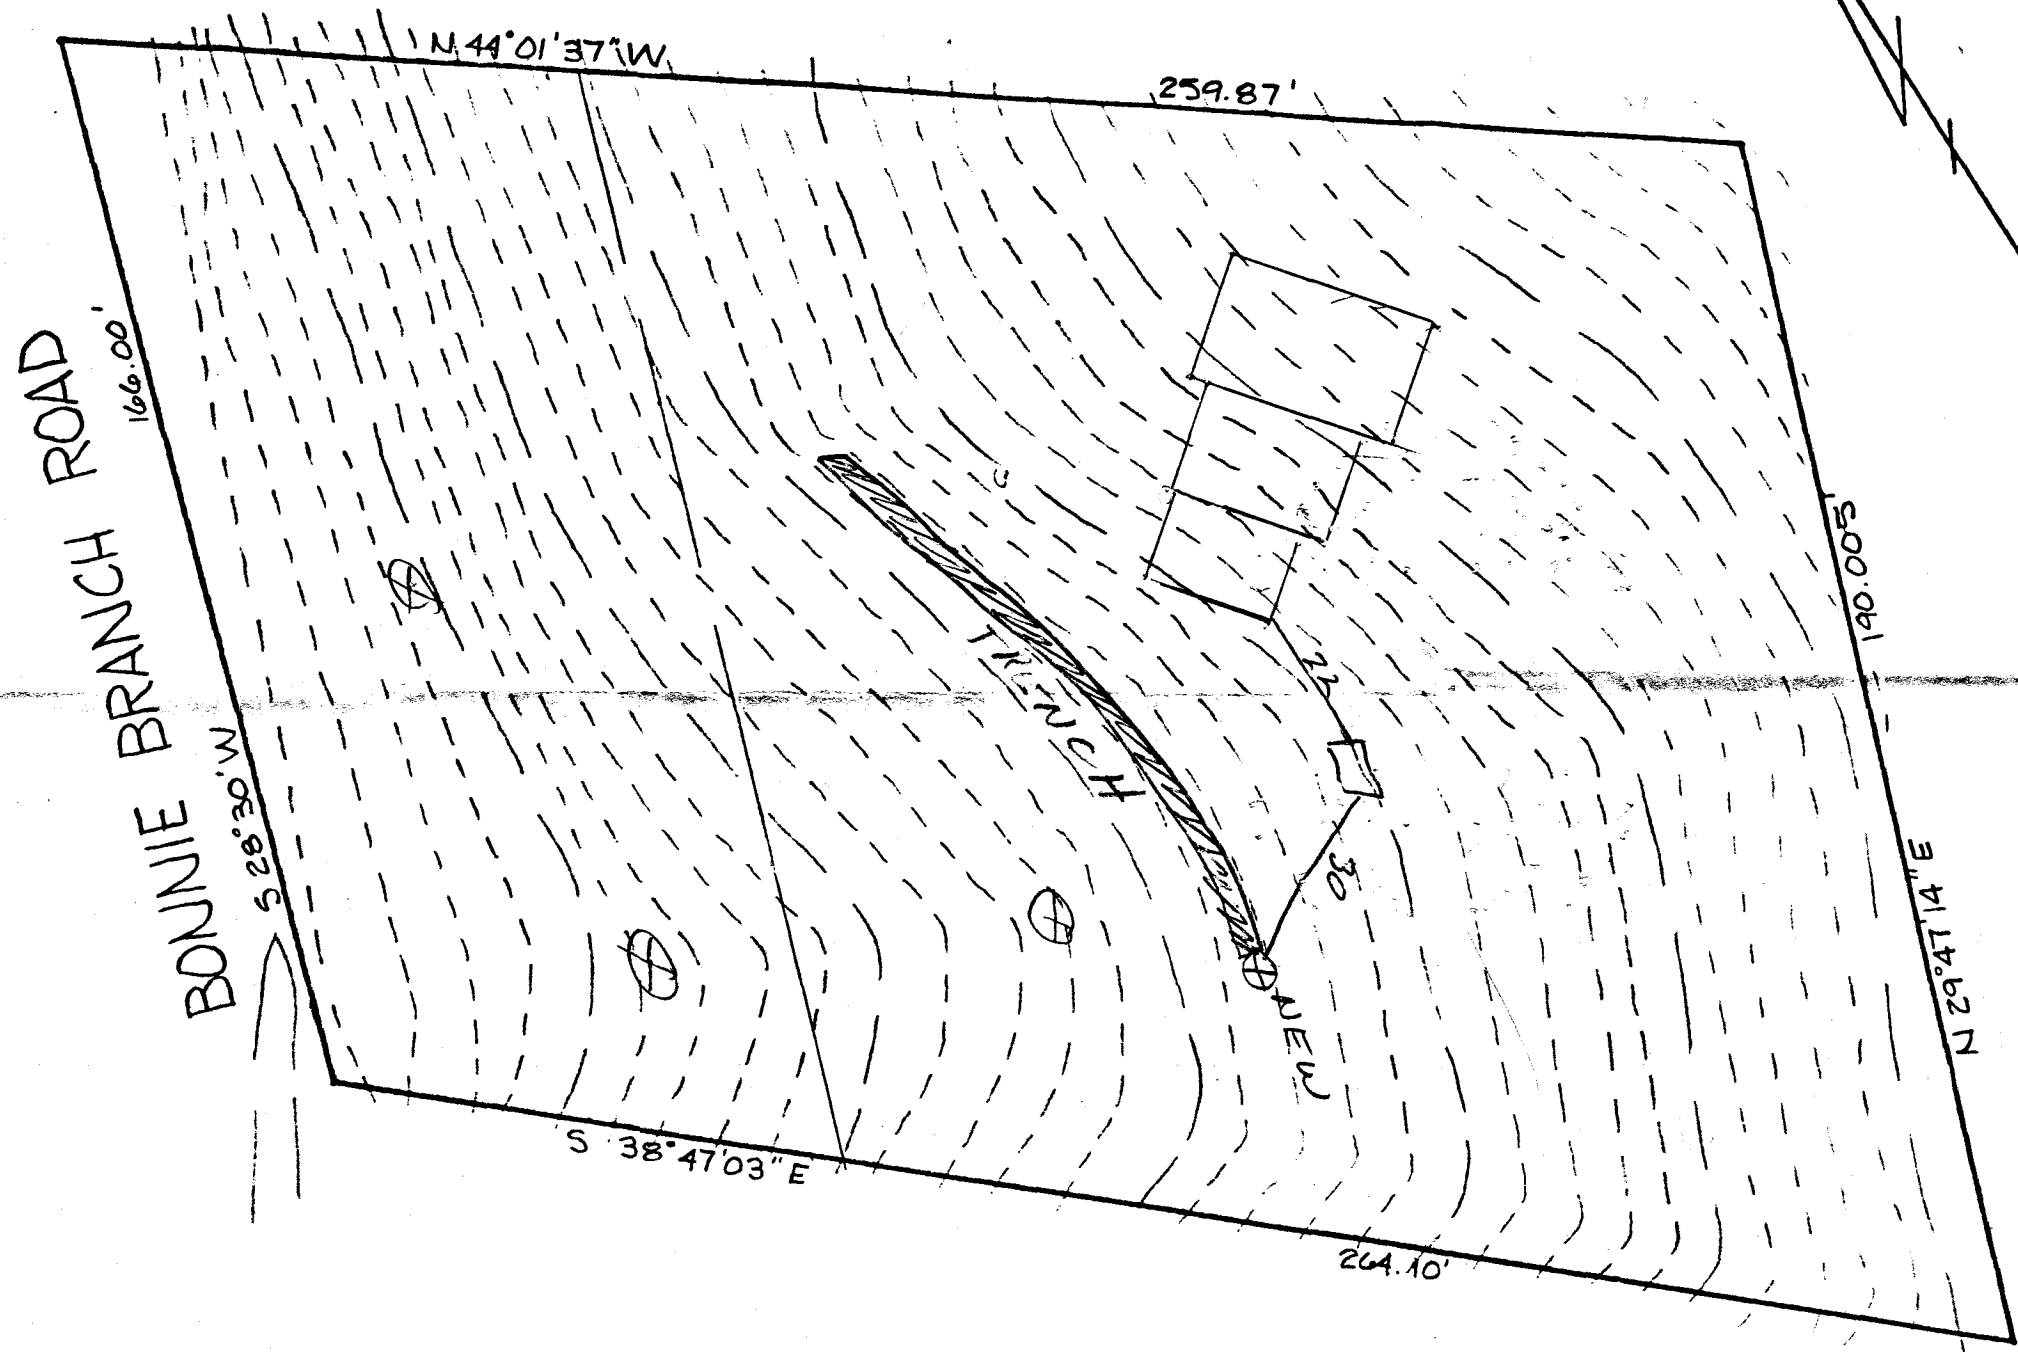 N 44°01'37"W
259.87'
BONNIE BRANCH ROAD
166.00'
S 28°30'W
190.005'
N 29°47'14"E
TRENCH
22
30
NEW
S 38°47'03"E
264.10'